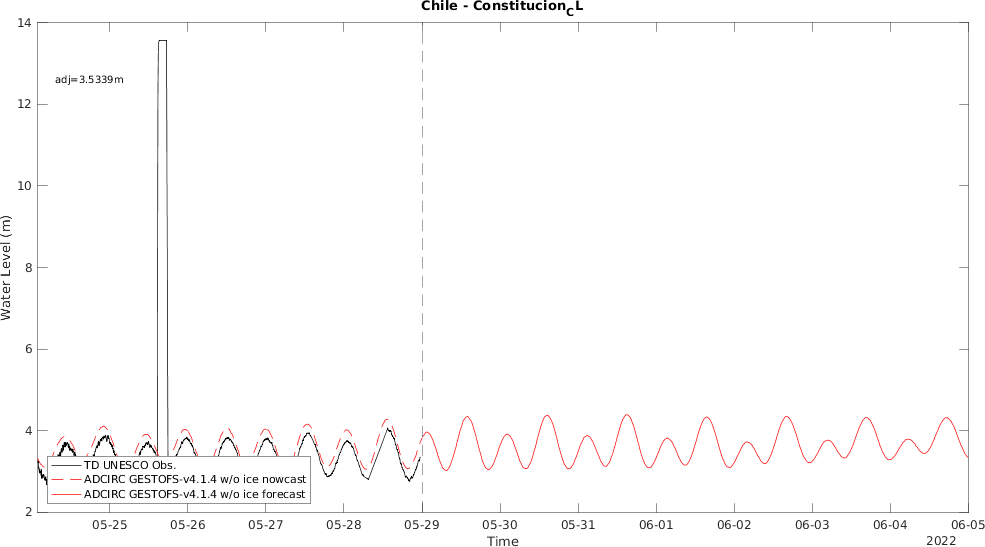 Chile - Constitucion_CL
14
12
10
8
6
4
2
Water Level (m)
adj=3.5339m
TD UNESCO Obs.
ADCIRC GESTOFS-v4.1.4 w/o ice nowcast
ADCIRC GESTOFS-v4.1.4 w/o ice forecast
05-25 05-26 05-27 05-28 05-29 05-30 05-31 06-01 06-02 06-03 06-04 06-05
Time
2022